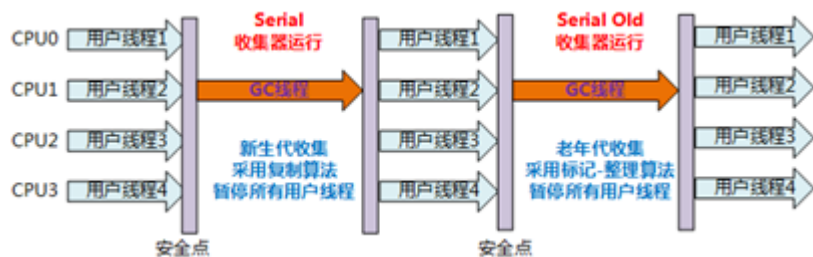 Serial
收集器运行
Serial Old
收集器运行
CPU0 用户线程1 用户线程1 用户线程1
CPU1 用户线程2 GC线程 用户线程2 GC线程 用户线程2
CPU2 用户线程3 用户线程3 用户线程3
CPU3 用户线程4 用户线程4 用户线程4
新生代收集
采用复制算法
暂停所有用户线程
老年代收集
采用标记-整理算法
暂停所有用户线程
安全点 安全点